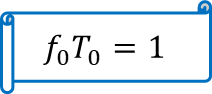 f₀T₀ = 1